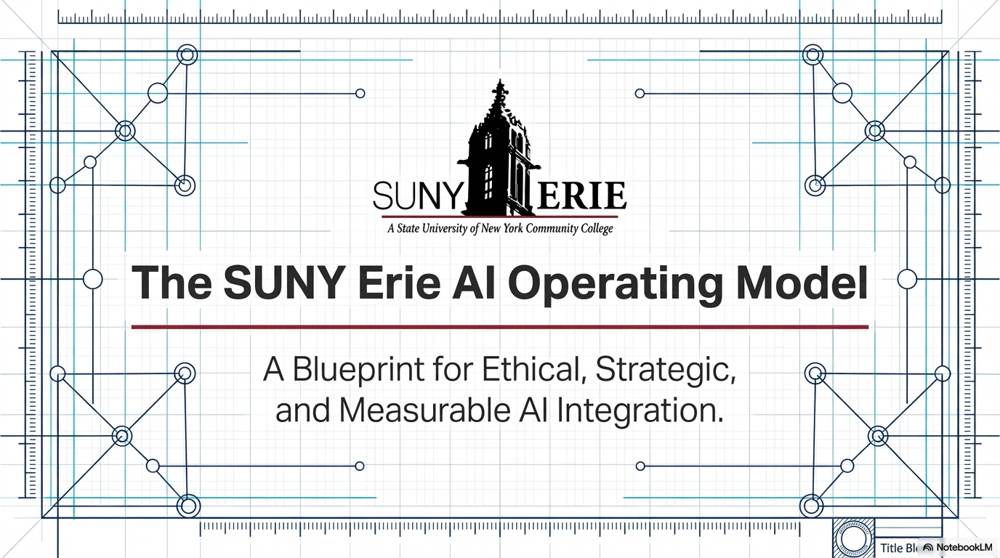 SUNY ERIE
A State University of New York Community College
The SUNY Erie AI Operating Model
A Blueprint for Ethical, Strategic,
and Measurable AI Integration.
Title
NotebookLM